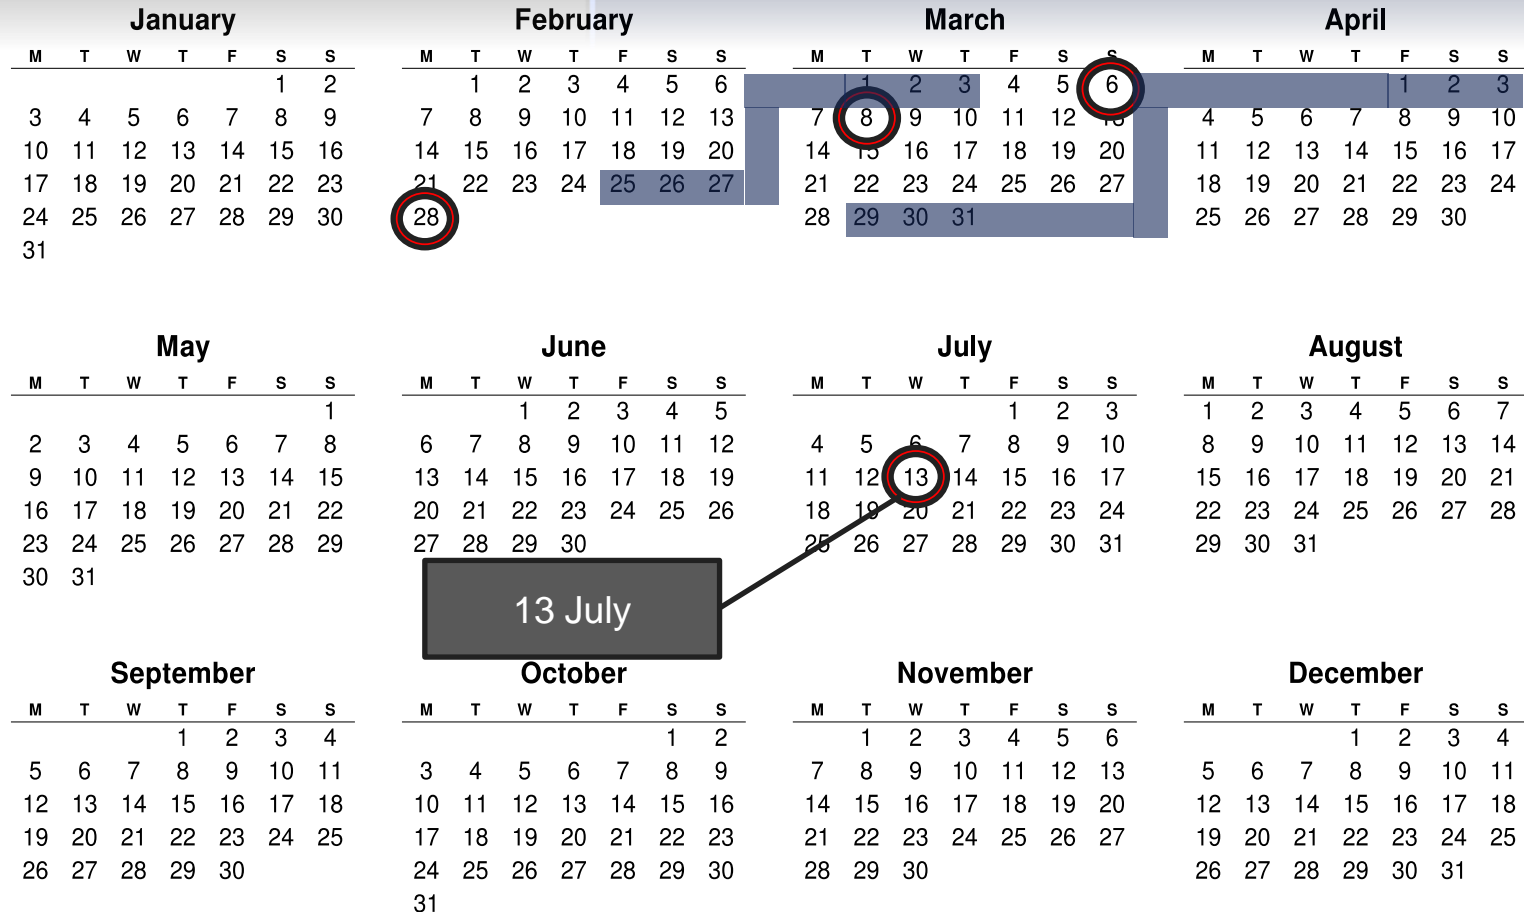 January February March April
M T W T F S S M T W T F S S M T W T F S S M T W T F S S
1 2 1 2 3 4 5 6 1 2 3 4 5 6 1 2 3
3 4 5 6 7 8 9 7 8 9 10 11 12 13 7 8 9 10 11 12 13 4 5 6 7 8 9 10
10 11 12 13 14 15 16 14 15 16 17 18 19 20 14 15 16 17 18 19 20 11 12 13 14 15 16 17
17 18 19 20 21 22 23 21 22 23 24 25 26 27 21 22 23 24 25 26 27 18 19 20 21 22 23 24
24 25 26 27 28 29 30 28 28 29 30 31 25 26 27 28 29 30
31
May June July August
M T W T F S S M T W T F S S M T W T F S S M T W T F S S
1 1 2 3 4 5 1 2 3 1 2 3 4 5 6 7
2 3 4 5 6 7 8 6 7 8 9 10 11 12 4 5 6 7 8 9 10 8 9 10 11 12 13 14
9 10 11 12 13 14 15 13 14 15 16 17 18 19 11 12 13 14 15 16 17 15 16 17 18 19 20 21
16 17 18 19 20 21 22 20 21 22 23 24 25 26 18 19 20 21 22 23 24 22 23 24 25 26 27 28
23 24 25 26 27 28 29 27 28 29 30 25 26 27 28 29 30 31 29 30 31
30 31
13 July
September October November December
M T W T F S S M T W T F S S M T W T F S S M T W T F S S
1 2 3 4 1 2 1 2 3 4 5 6 1 2 3 4
5 6 7 8 9 10 11 3 4 5 6 7 8 9 7 8 9 10 11 12 13 5 6 7 8 9 10 11
12 13 14 15 16 17 18 10 11 12 13 14 15 16 14 15 16 17 18 19 20 12 13 14 15 16 17 18
19 20 21 22 23 24 25 17 18 19 20 21 22 23 21 22 23 24 25 26 27 19 20 21 22 23 24 25
26 27 28 29 30 24 25 26 27 28 29 30 28 29 30 26 27 28 29 30 31
31